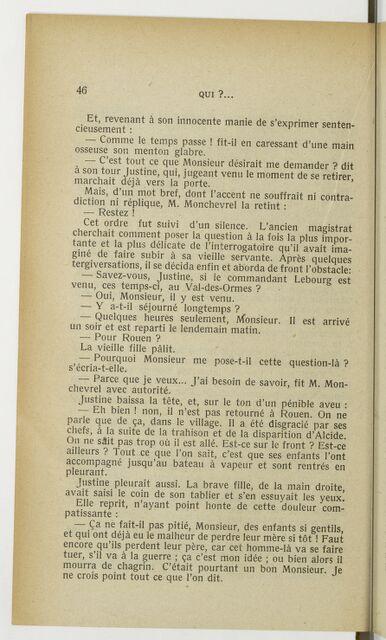 46
QUI ?...
Et, revenant à son innocente manie de s'exprimer senten-
cieusement :
— Comme le temps passe ! fit-il en caressant d'une main
osseuse son menton glabre.
— C'est tout ce que Monsieur désirait me demander ? dit
à son tour Justine, qui, jugeant venu le moment de se retirer,
marchait déjà vers la porte.
Mais, d'un mot bref, dont l'accent ne souffrait ni contra-
diction ni réplique, M. Monchevrel la retint :
— Restez !
Cet ordre fut suivi d'un silence. L'ancien magistrat
cherchait comment poser la question à la fois la plus impor-
tante et la plus délicate de l'interrogatoire qu'il avait ima-
giné de faire subir à sa vieille servante. Après quelques
tergiversations, il se décida enfin et aborda de front l'obstacle:
— Savez-vous, Justine, si le commandant Lebourg est
venu, ces temps-ci, au Val-des-Ormes ?
— Oui, Monsieur, il y est venu.
— Y a-t-il séjourné longtemps ?
— Quelques heures seulement, Monsieur. Il est arrivé
un soir et est reparti le lendemain matin.
— Pour Rouen ?
La vieille fille pâlit.
— Pourquoi Monsieur me pose-t-il cette question-là ?
s'écria-t-elle.
— Parce que je veux... J'ai besoin de savoir, fit M. Mon-
chevrel avec autorité.
Justine baissa la tête, et, sur le ton d'un pénible aveu :
— Eh bien ! non, il n'est pas retourné à Rouen. On ne
parle que de ça, dans le village. Il a été disgracié par ses
chefs, à la suite de la trahison et de la disparition d'Alcide.
On ne sait pas trop où il est allé. Est-ce sur le front ? Est-ce
ailleurs ? Tout ce que l'on sait, c'est que ses enfants l'ont
accompagné jusqu'au bateau à vapeur et sont rentrés en
pleurant.
Justine pleurait aussi. La brave fille, de la main droite,
avait saisi le coin de son tablier et s'en essuyait les yeux.
Elle reprit, n'ayant point honte de cette douleur com-
patissante :
— Ça ne fait-il pas pitié, Monsieur, des enfants si gentils,
et qui ont déjà eu le malheur de perdre leur mère si tôt ! Faut
encore qu'ils perdent leur père, car cet homme-là va se faire
tuer, s'il va à la guerre ; ça c'est mon idée ; ou bien alors il
mourra de chagrin. C'était pourtant un bon Monsieur. Je
ne crois point tout ce que l'on dit.